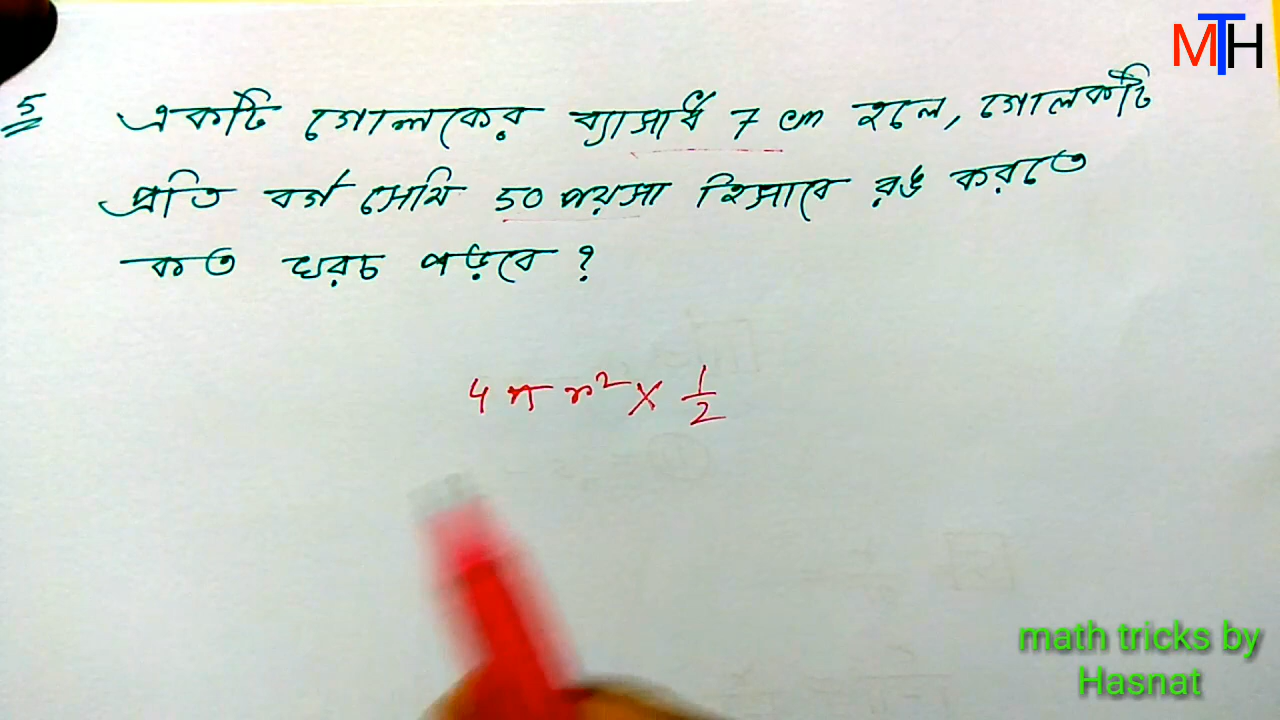 MTH
5 একটি গোলকের ব্যাসার্ধ 7 cm হলে, গোলকটি
প্রতি বর্গ সেমি 50 পয়সা হিসাবে রঙ করতে
কত খরচ পড়বে ?
4 π r² × 1/2
math tricks by
Hasnat